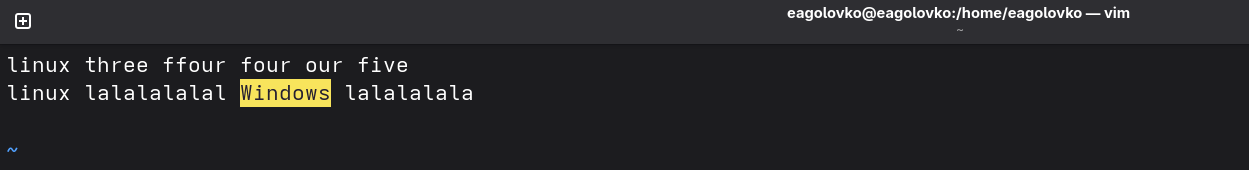 eagolovko@eagolovko:/home/eagolovko — vim
~
linux three ffour four our five
linux lalalalalal Windows lalalalala
~